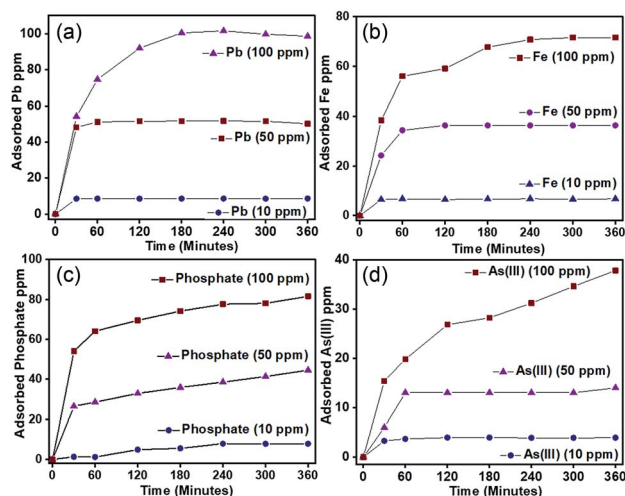 (a)
Adsorbed Pb ppm
100
80
60
40
20
0
Pb (100 ppm)
Pb (50 ppm)
Pb (10 ppm)
0 60 120 180 240 300 360
Time (Minutes)
(b)
Adsorbed Fe ppm
80
60
40
20
0
Fe (100 ppm)
Fe (50 ppm)
Fe (10 ppm)
0 60 120 180 240 300 360
Time (Minutes)
(c)
Adsorbed Phosphate ppm
100
80
60
40
20
0
Phosphate (100 ppm)
Phosphate (50 ppm)
Phosphate (10 ppm)
0 60 120 180 240 300 360
Time (Minutes)
(d)
Adsorbed As(III) ppm
40
30
20
10
0
As(III) (100 ppm)
As(III) (50 ppm)
As(III) (10 ppm)
0 60 120 180 240 300 360
Time (Minutes)